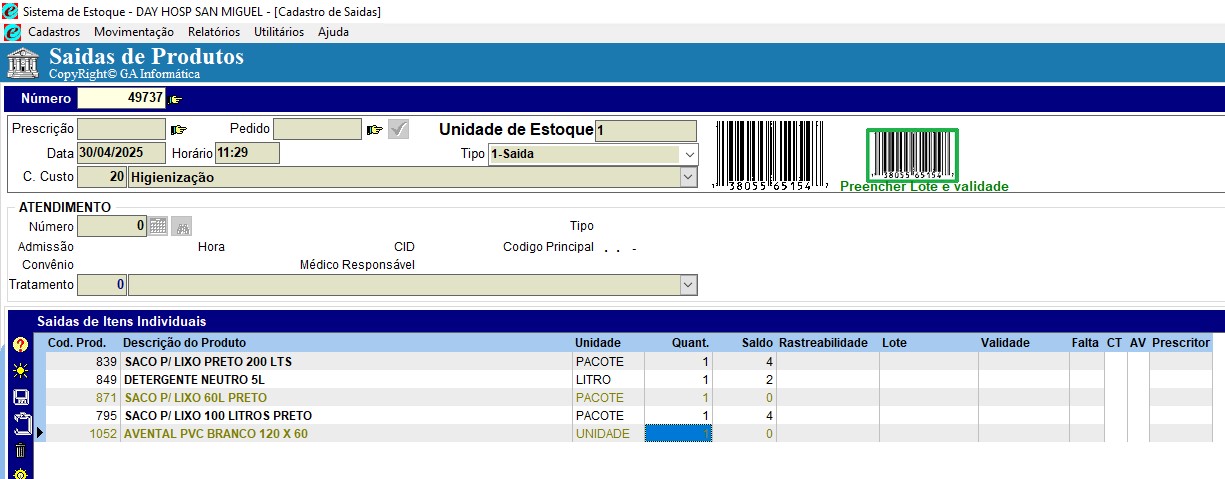 Sistema de Estoque - DAY HOSP SAN MIGUEL - [Cadastro de Saidas]
Cadastros Movimentação Relatórios Utilitários Ajuda
Saidas de Produtos
CopyRight© GA Informática
Número 49737
Prescrição Pedido Unidade de Estoque 1
Data 30/04/2025 Horário 11:29 Tipo 1-Saida
C. Custo 20 Higienização
1 38055 65154 7
1 38055 65154 7
Preencher Lote e validade
ATENDIMENTO
Número 0 Tipo
Admissão Hora CID Codigo Principal . . -
Convênio Médico Responsável
Tratamento 0
Saidas de Itens Individuais
Cod. Prod. Descrição do Produto Unidade Quant. Saldo Rastreabilidade Lote Validade Falta CT AV Prescritor
839 SACO P/ LIXO PRETO 200 LTS PACOTE 1 4
849 DETERGENTE NEUTRO 5L LITRO 1 2
871 SACO P/ LIXO 60L PRETO PACOTE 1 0
795 SACO P/ LIXO 100 LITROS PRETO PACOTE 1 4
1052 AVENTAL PVC BRANCO 120 X 60 UNIDADE 1 0